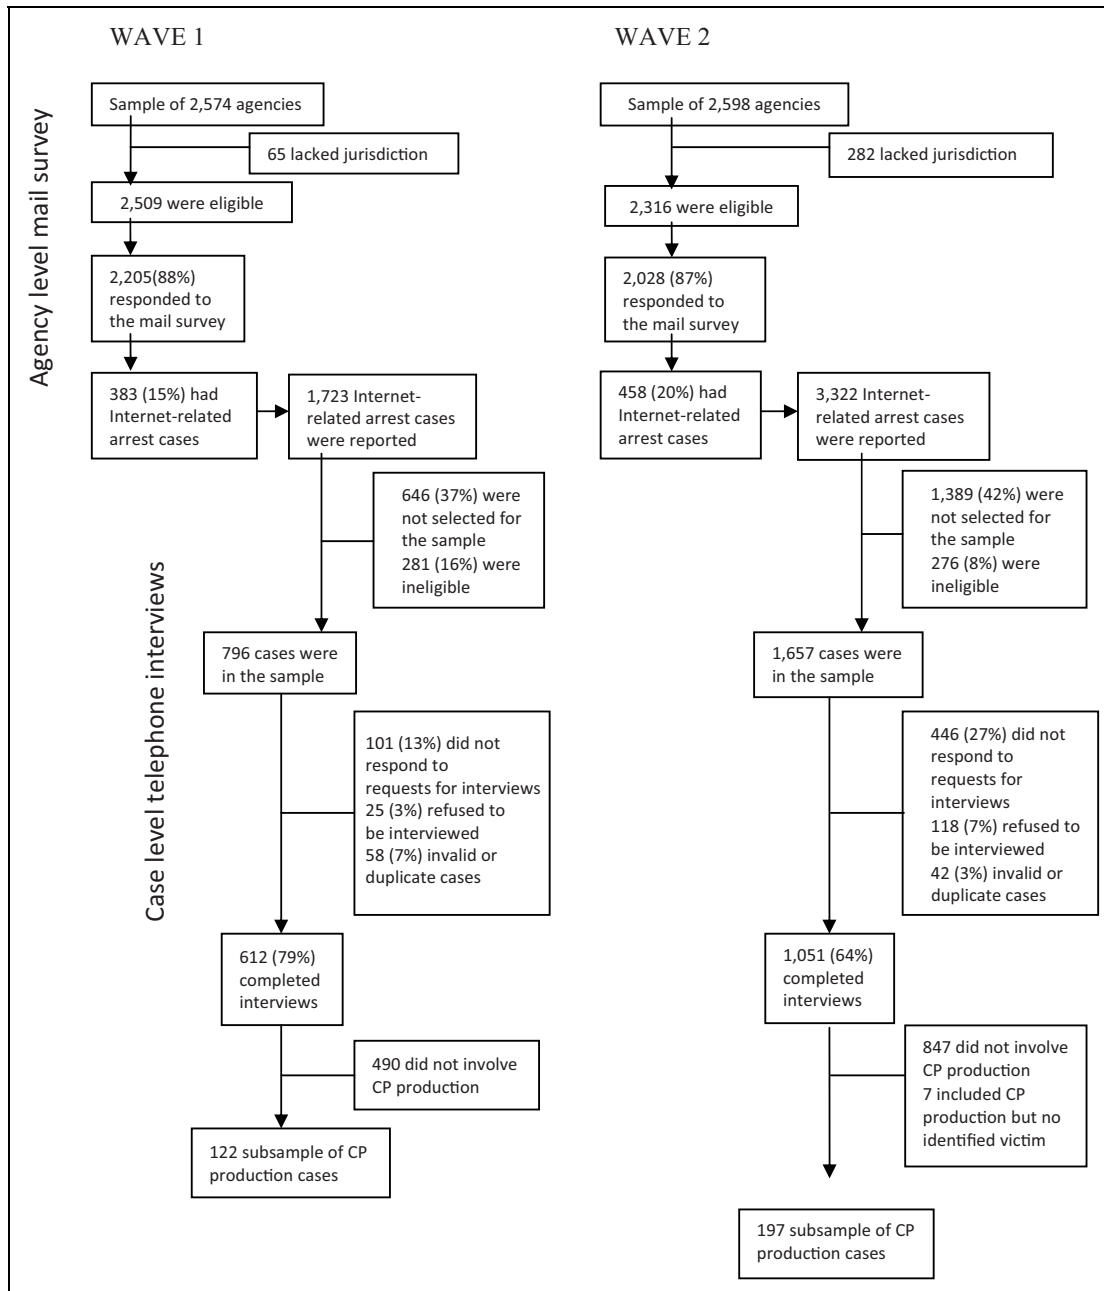 WAVE 1
Agency level mail survey
Case level telephone interviews
Sample of 2,574 agencies
65 lacked jurisdiction
2,509 were eligible
2,205(88%)
responded to
the mail survey
383 (15%) had
Internet-related
arrest cases
1,723 Internet-
related arrest cases
were reported
646 (37%) were
not selected for
the sample
281 (16%) were
ineligible
796 cases were
in the sample
101 (13%) did not
respond to
requests for interviews
25 (3%) refused to
be interviewed
58 (7%) invalid or
duplicate cases
612 (79%)
completed
interviews
490 did not involve
CP production
122 subsample of CP
production cases
WAVE 2
Sample of 2,598 agencies
282 lacked jurisdiction
2,316 were eligible
2,028 (87%)
responded to
the mail survey
458 (20%) had
Internet-related
arrest cases
3,322 Internet-
related arrest cases
were reported
1,389 (42%) were
not selected for
the sample
276 (8%) were
ineligible
1,657 cases were
in the sample
446 (27%) did not
respond to
requests for
interviews
118 (7%) refused to
be interviewed
42 (3%) invalid or
duplicate cases
1,051 (64%)
completed
interviews
847 did not involve
CP production
7 included CP
production but no
identified victim
197 subsample of CP
production cases